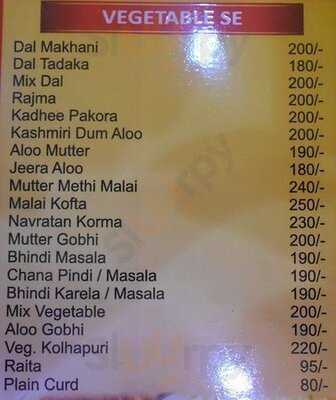 VEGETABLE SE
Dal Makhani 200/-
Dal Tadaka 180/-
Mix Dal 200/-
Rajma 200/-
Kadhee Pakora 200/-
Kashmiri Dum Aloo 200/-
Aloo Mutter 190/-
Jeera Aloo 180/-
Mutter Methi Malai 240/-
Malai Kofta 250/-
Navratan Korma 230/-
Mutter Gobhi 200/-
Bhindi Masala 190/-
Chana Pindi / Masala 190/-
Bhindi Karela / Masala 190/-
Mix Vegetable 200/-
Aloo Gobhi 190/-
Veg. Kolhapuri 220/-
Raita 95/-
Plain Curd 80/-